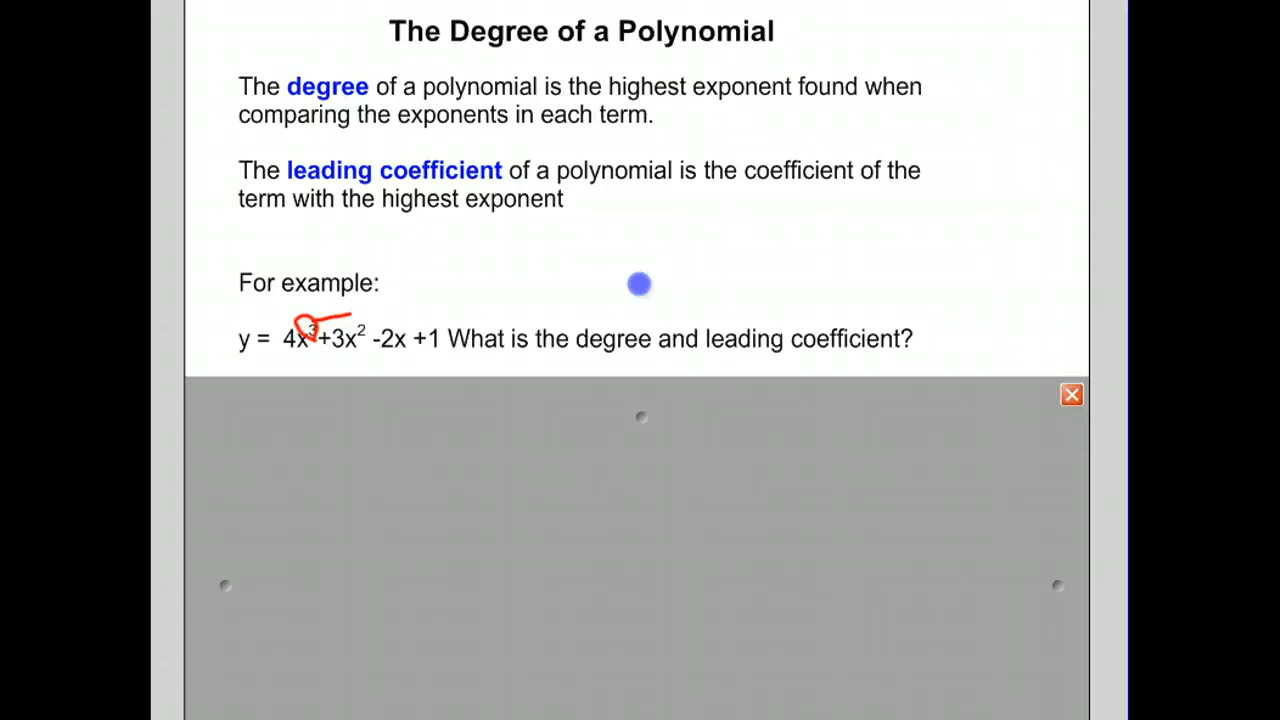 The Degree of a Polynomial
The degree of a polynomial is the highest exponent found when
comparing the exponents in each term.
The leading coefficient of a polynomial is the coefficient of the
term with the highest exponent
For example:
y = 4x³+3x² -2x +1 What is the degree and leading coefficient?